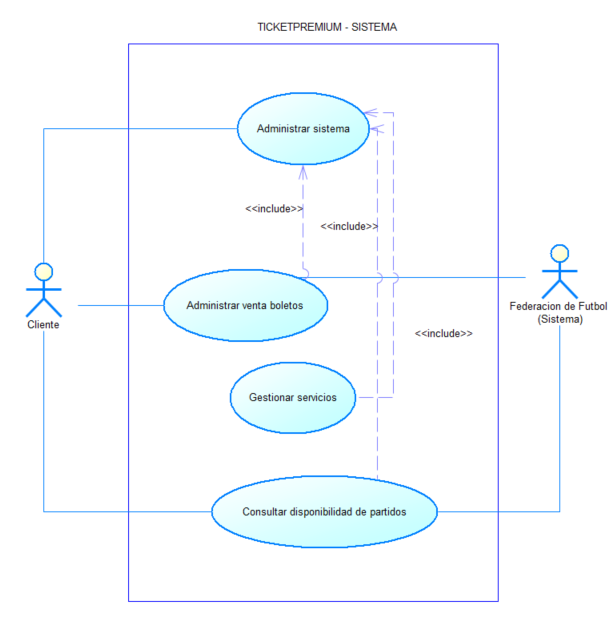 TICKETPREMIUM - SISTEMA
Administrar sistema
<<include>>
<<include>>
Administrar venta boletos
Cliente
Federacion de Futbol
(Sistema)
<<include>>
Gestionar servicios
Consultar disponibilidad de partidos